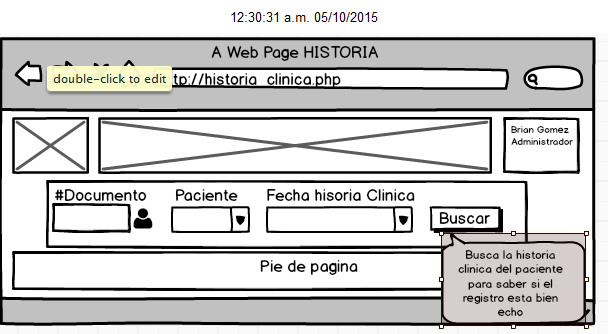 12:30:31 a.m. 05/10/2015
A Web Page HISTORIA
double-click to edit
tp://historia_clinica.php
Brian Gomez
Administrador
#Documento Paciente Fecha hisoria Clinica
Buscar
Busca la historia
clinica del paciente
para saber si el
registro esta bien
echo
Pie de pagina